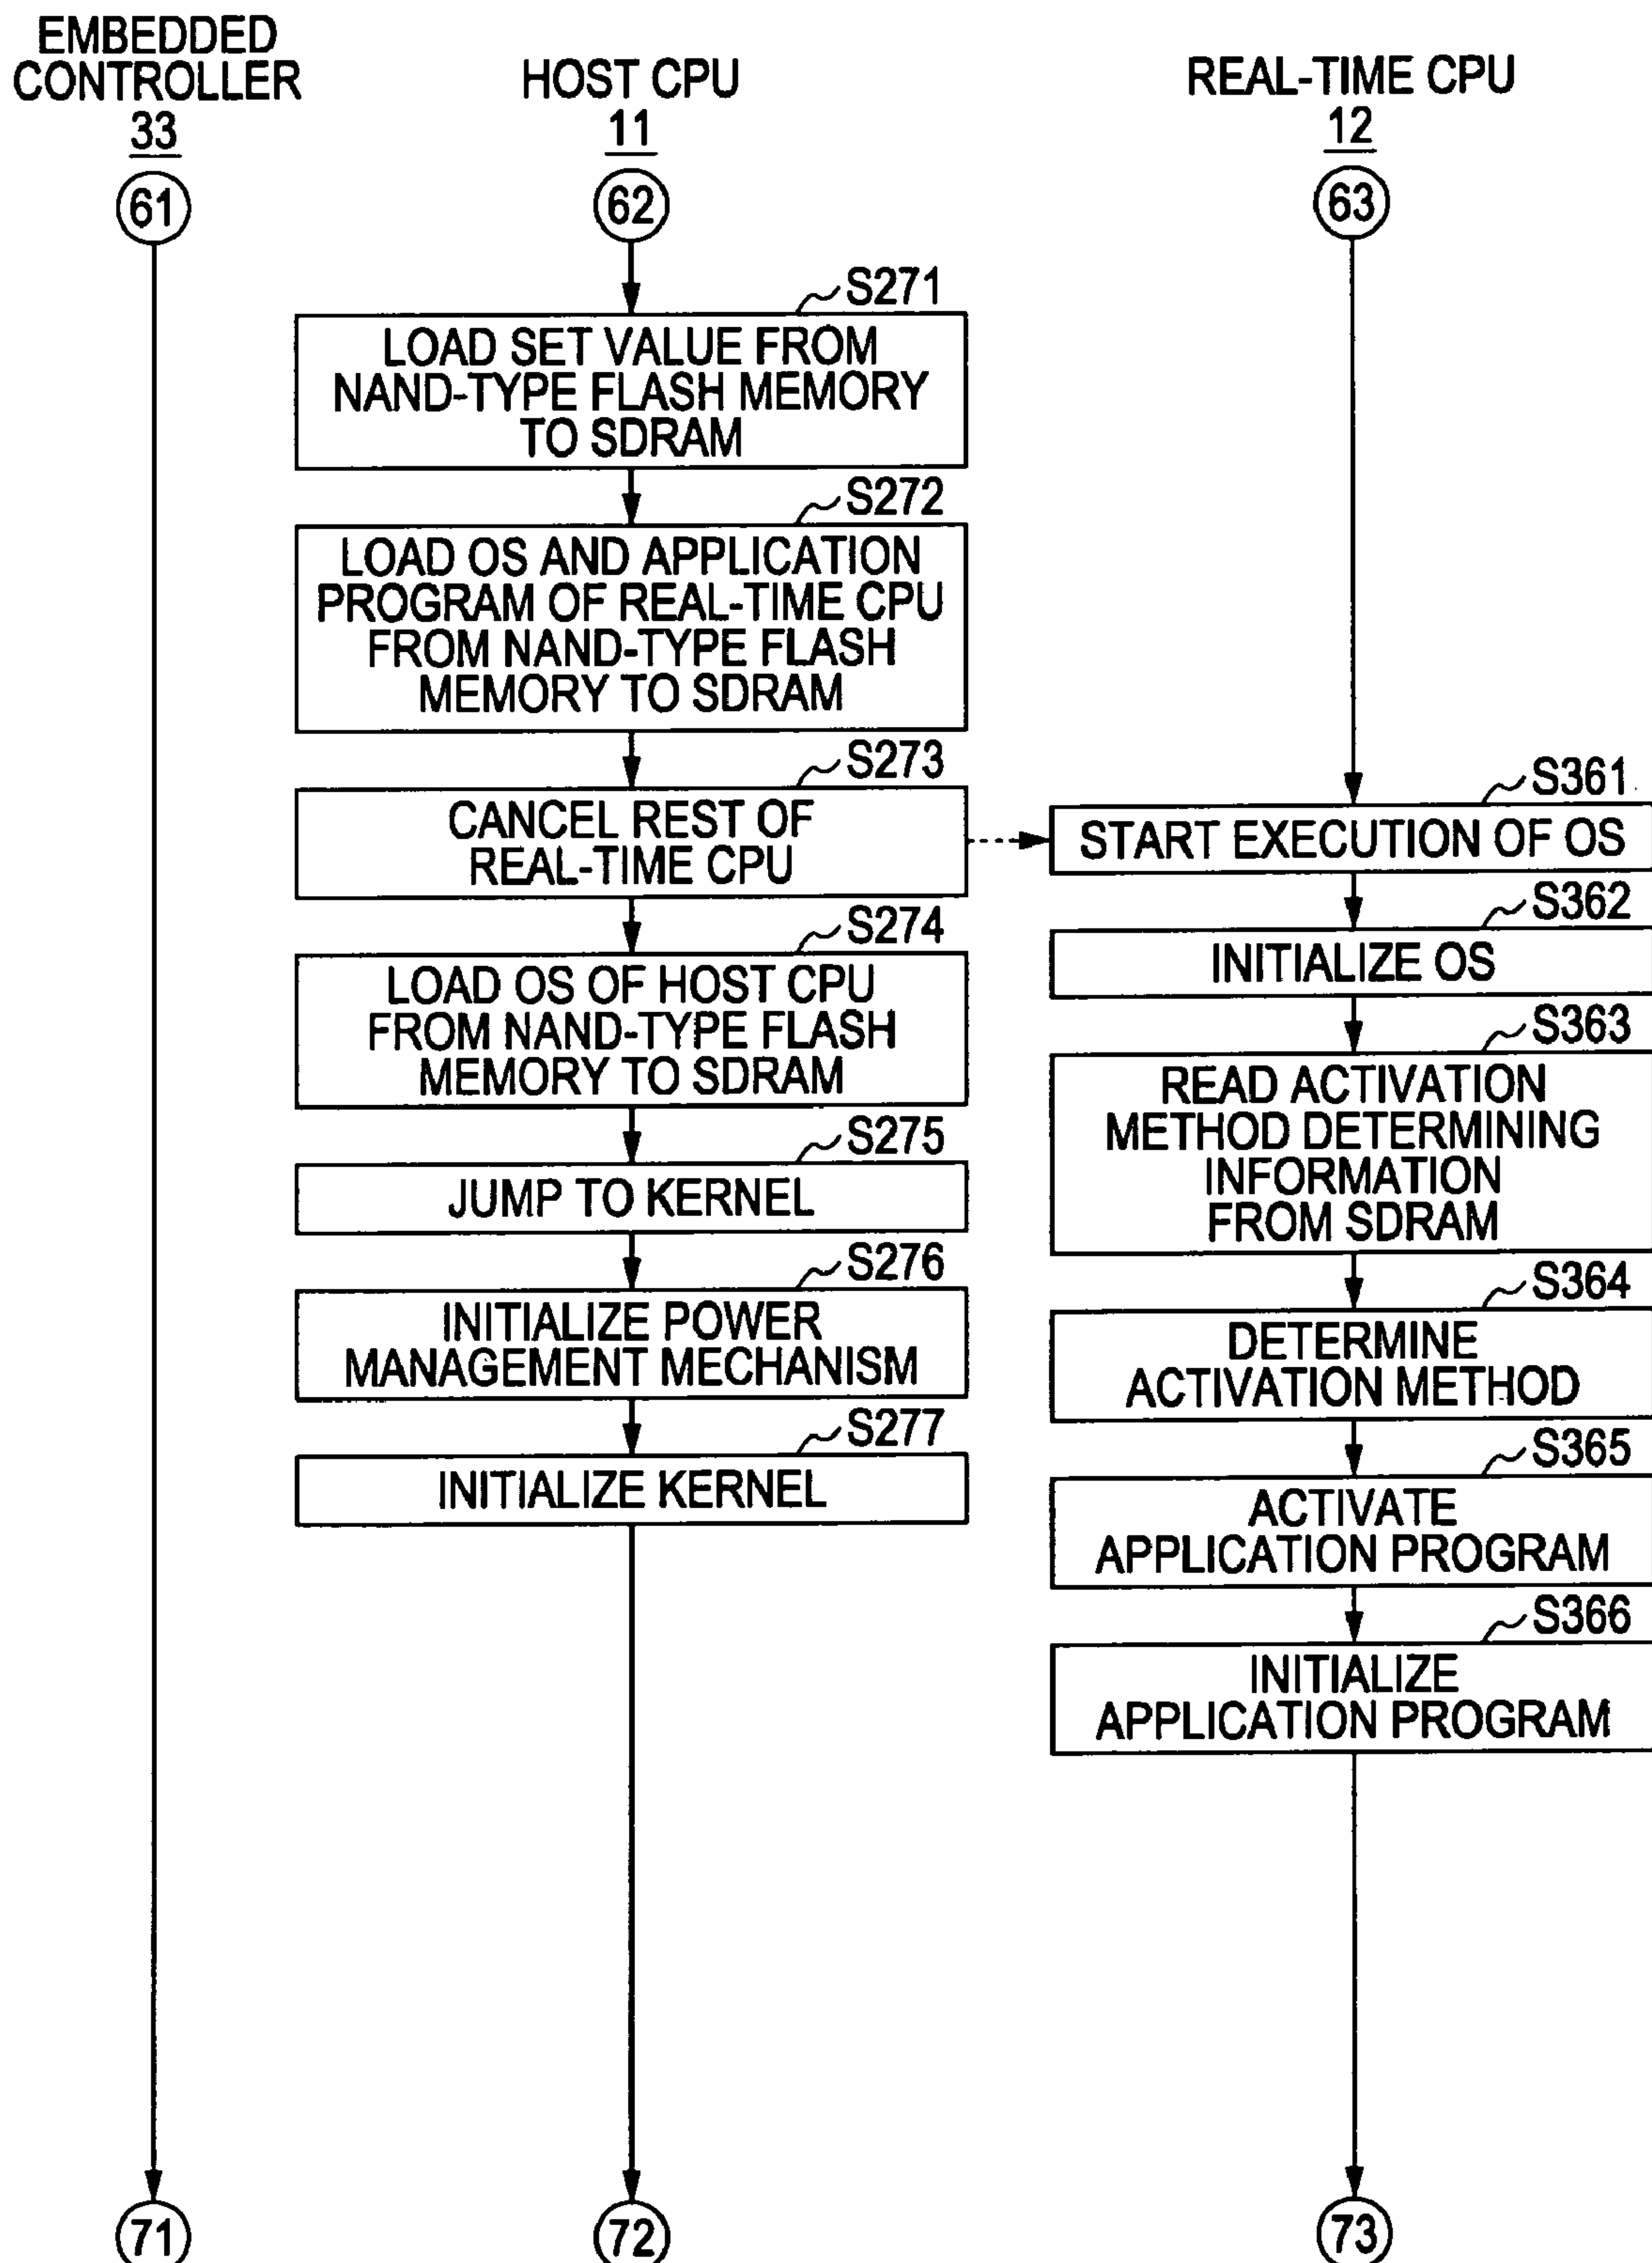 EMBEDDED
CONTROLLER
33
61
HOST CPU
11
62
REAL-TIME CPU
12
63
S271
LOAD SET VALUE FROM
NAND-TYPE FLASH MEMORY
TO SDRAM
S272
LOAD OS AND APPLICATION
PROGRAM OF REAL-TIME CPU
FROM NAND-TYPE FLASH
MEMORY TO SDRAM
S273
CANCEL REST OF
REAL-TIME CPU
S274
LOAD OS OF HOST CPU
FROM NAND-TYPE FLASH
MEMORY TO SDRAM
S275
JUMP TO KERNEL
S276
INITIALIZE POWER
MANAGEMENT MECHANISM
S277
INITIALIZE KERNEL
S361
START EXECUTION OF OS
S362
INITIALIZE OS
S363
READ ACTIVATION
METHOD DETERMINING
INFORMATION
FROM SDRAM
S364
DETERMINE
ACTIVATION METHOD
S365
ACTIVATE
APPLICATION PROGRAM
S366
INITIALIZE
APPLICATION PROGRAM
71
72
73